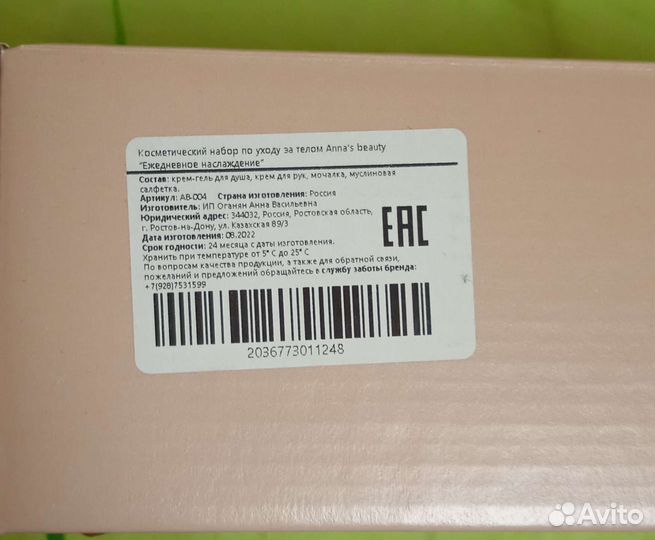 Косметический набор по уходу за телом Anna's beauty
"Ежедневное наслаждение"
Состав: крем-гель для душа, крем для рук, мочалка, муслиновая
салфетка.
Артикул: AB-004 Страна изготовления: Россия
Изготовитель: ИП Оганян Анна Васильевна
Юридический адрес: 344032, Россия, Ростовская область,
г. Ростов-на-Дону, ул. Казахская 89/3
Дата изготовления: 08.2022
Срок годности: 24 месяца с даты изготовления.
Хранить при температуре от 5° С до 25° С
По вопросам качества продукции, а также для обратной связи,
пожеланий и предложений обращайтесь в службу заботы бренда:
+7(928)7531599
EAC
2036773011248
Avito